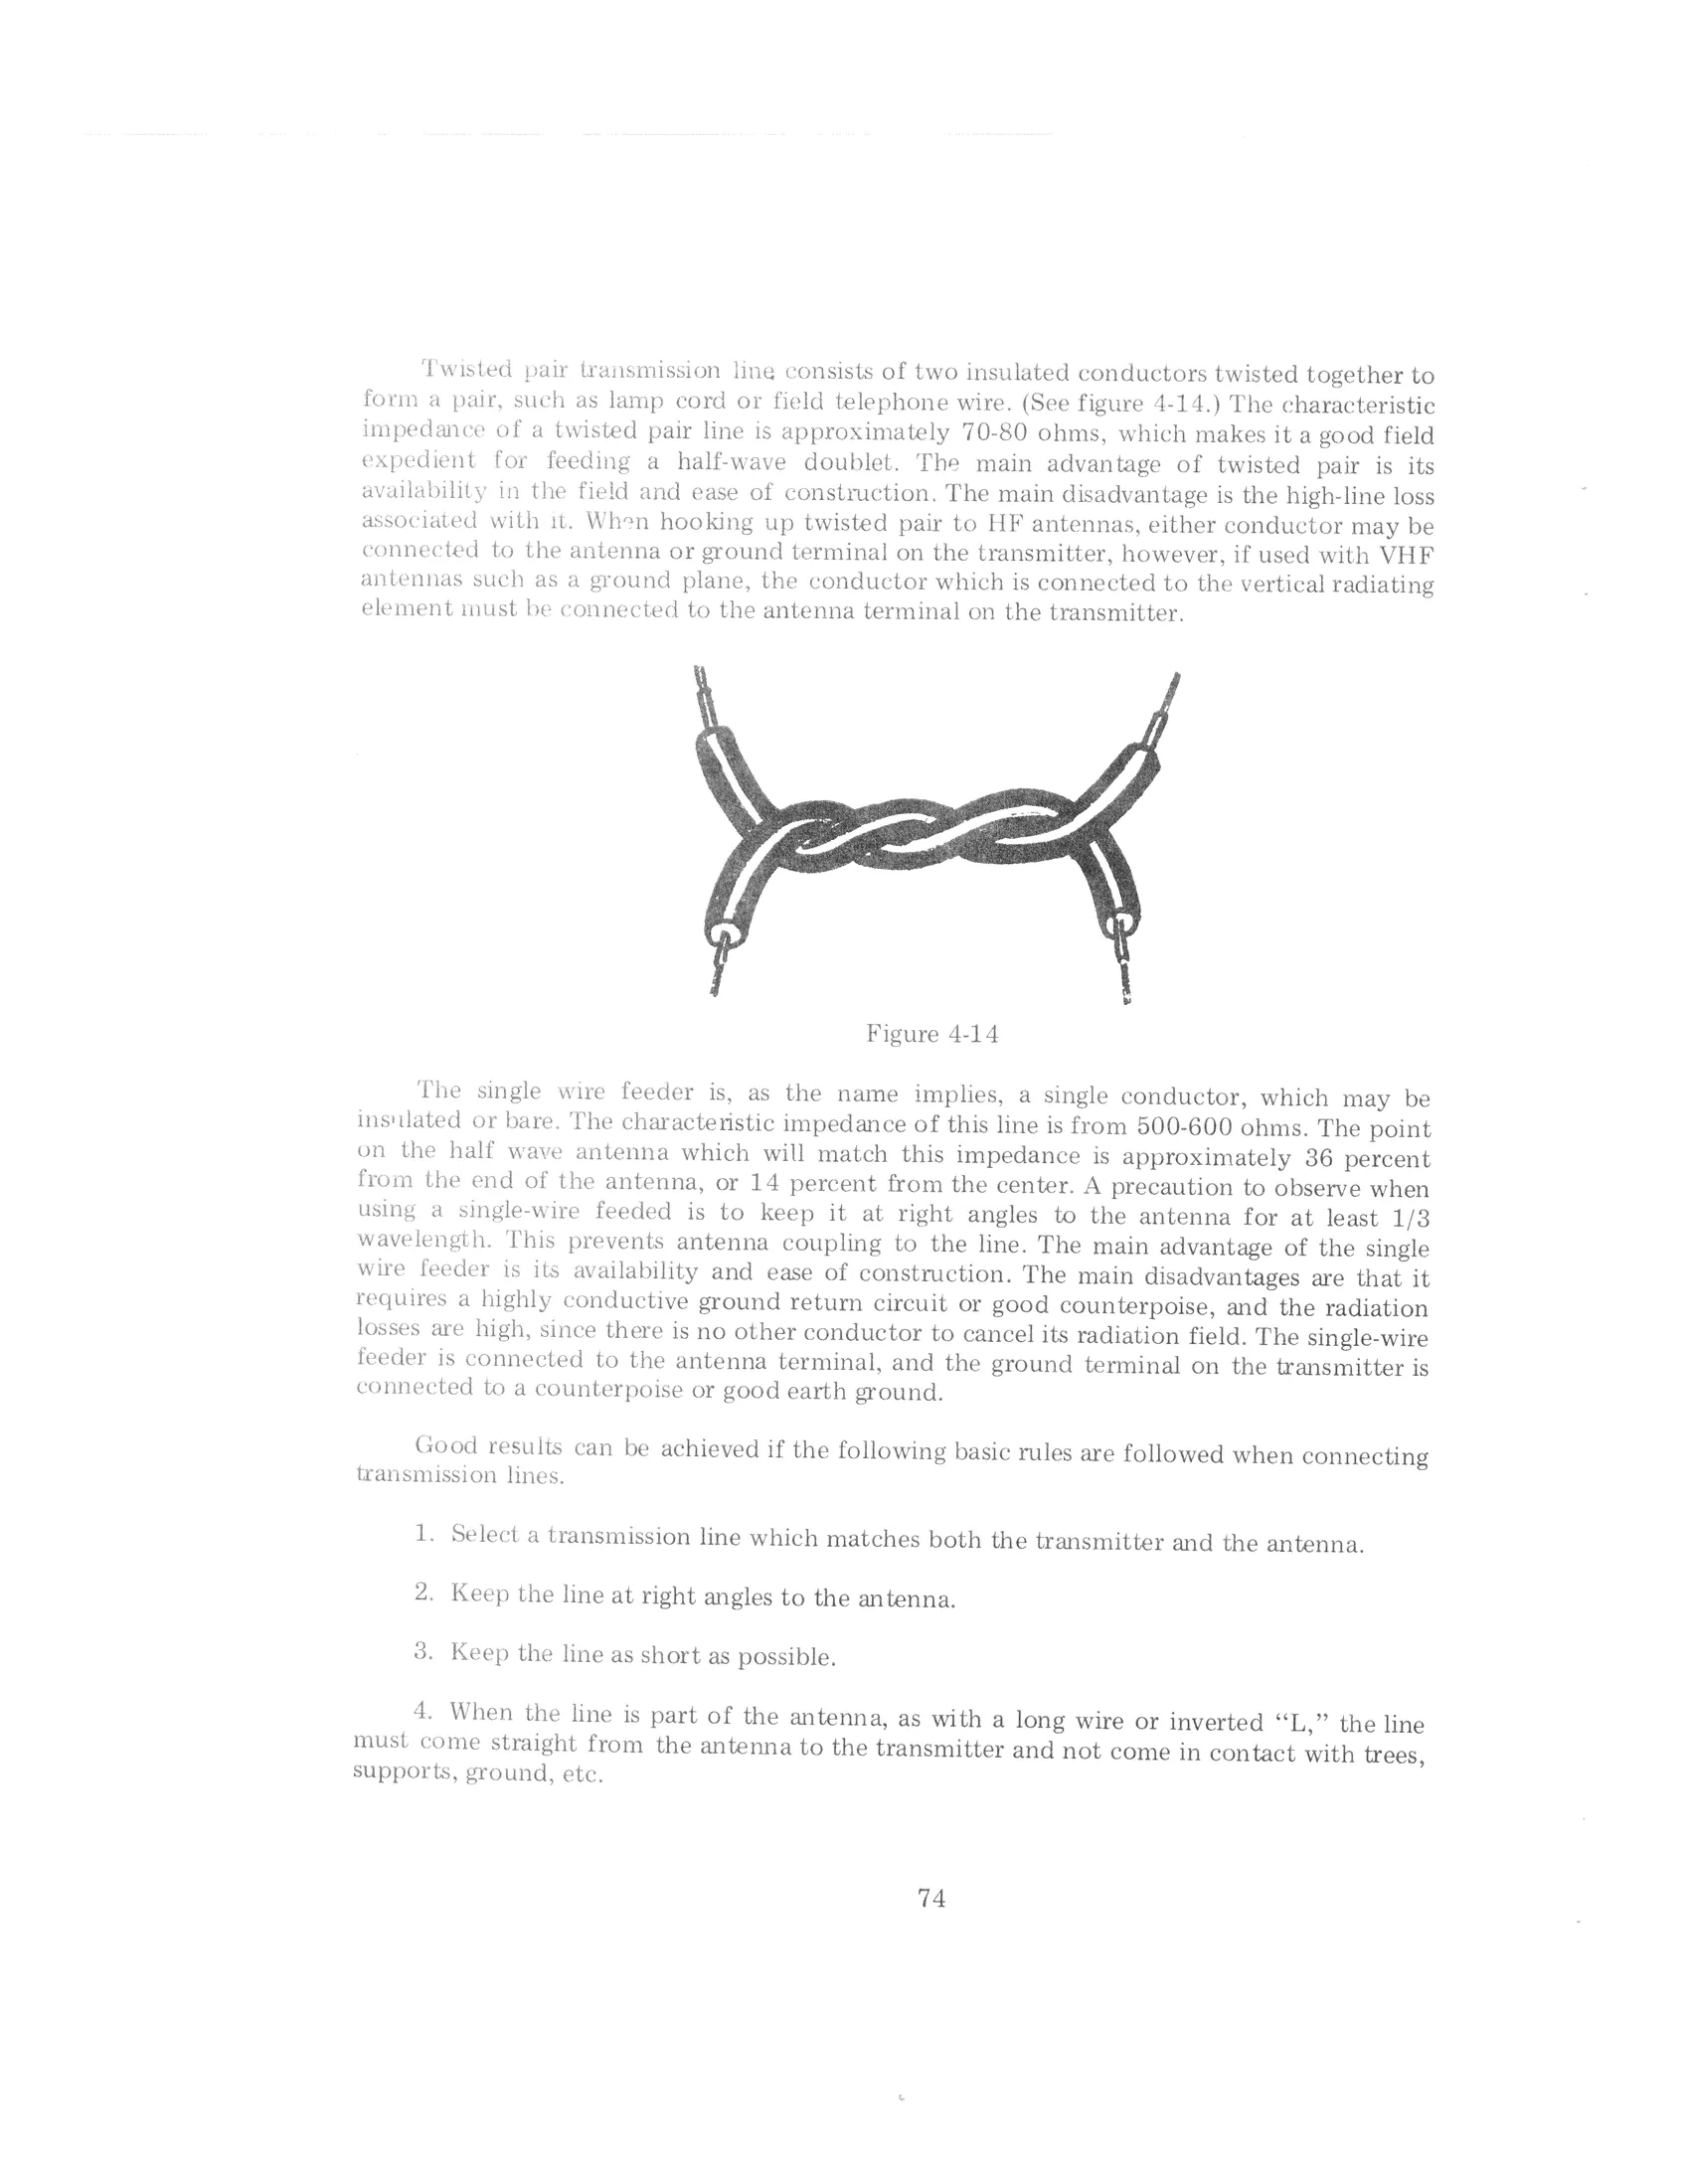 Twisted pair transmission line consists of two insulated conductors twisted together to
form a pair, such as lamp cord or field telephone wire. (See figure 4-14.) The characteristic
impedance of a twisted pair line is approximately 70-80 ohms, which makes it a good field
expedient for feeding a half-wave doublet. The main advantage of twisted pair is its
availability in the field and ease of construction. The main disadvantage is the high-line loss
associated with it. When hooking up twisted pair to HF antennas, either conductor may be
connected to the antenna or ground terminal on the transmitter, however, if used with VHF
antennas such as a ground plane, the conductor which is connected to the vertical radiating
element must be connected to the antenna terminal on the transmitter.
Figure 4-14
The single wire feeder is, as the name implies, a single conductor, which may be
insulated or bare. The characteristic impedance of this line is from 500-600 ohms. The point
on the half wave antenna which will match this impedance is approximately 36 percent
from the end of the antenna, or 14 percent from the center. A precaution to observe when
using a single-wire feeded is to keep it at right angles to the antenna for at least 1/3
wavelength. This prevents antenna coupling to the line. The main advantage of the single
wire feeder is its availability and ease of construction. The main disadvantages are that it
requires a highly conductive ground return circuit or good counterpoise, and the radiation
losses are high, since there is no other conductor to cancel its radiation field. The single-wire
feeder is connected to the antenna terminal, and the ground terminal on the transmitter is
connected to a counterpoise or good earth ground.
Good results can be achieved if the following basic rules are followed when connecting
transmission lines.
1. Select a transmission line which matches both the transmitter and the antenna.
2. Keep the line at right angles to the antenna.
3. Keep the line as short as possible.
4. When the line is part of the antenna, as with a long wire or inverted “L,” the line
must come straight from the antenna to the transmitter and not come in contact with trees,
supports, ground, etc.
74